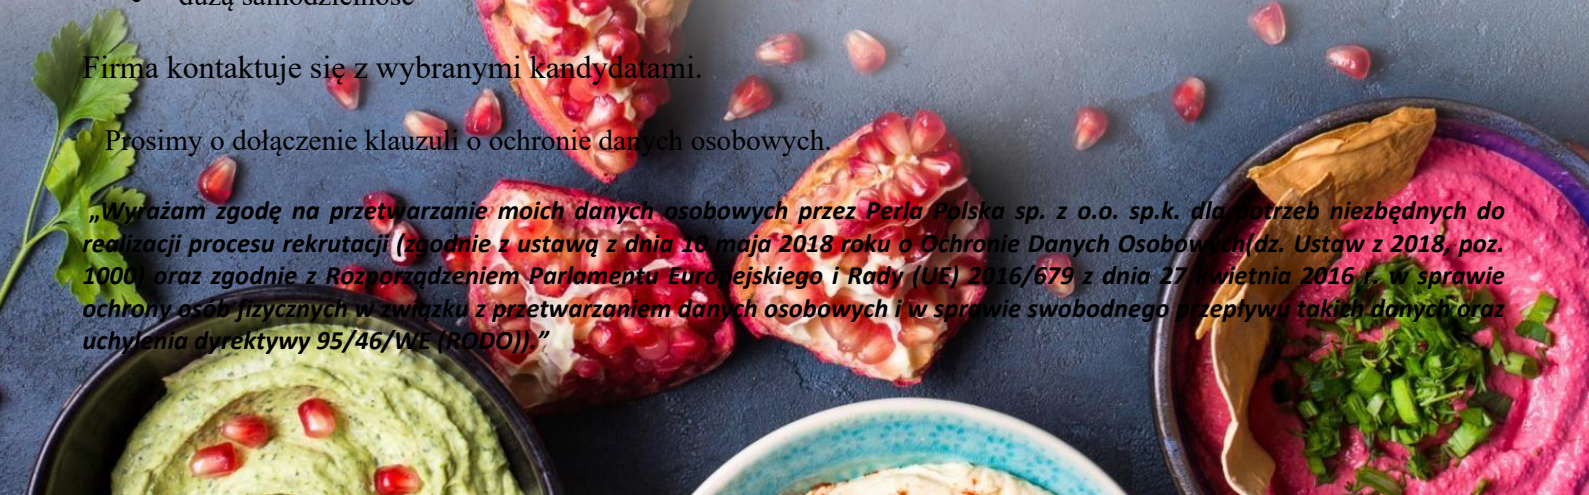 dużą samodzielność
Firma kontaktuje się z wybranymi kandydatami.
Prosimy o dołączenie klauzuli o ochronie danych osobowych.
„Wyrażam zgodę na przetwarzanie moich danych osobowych przez Perla Polska sp. z o.o. sp.k. dla potrzeb niezbędnych do
realizacji procesu rekrutacji (zgodnie z ustawą z dnia 10 maja 2018 roku o Ochronie Danych Osobowych(dz. Ustaw z 2018, poz.
1000) oraz zgodnie z Rozporządzeniem Parlamentu Europejskiego i Rady (UE) 2016/679 z dnia 27 kwietnia 2016 r. w sprawie
ochrony osób fizycznych w związku z przetwarzaniem danych osobowych i w sprawie swobodnego przepływu takich danych oraz
uchylenia dyrektywy 95/46/WE (RODO)).”